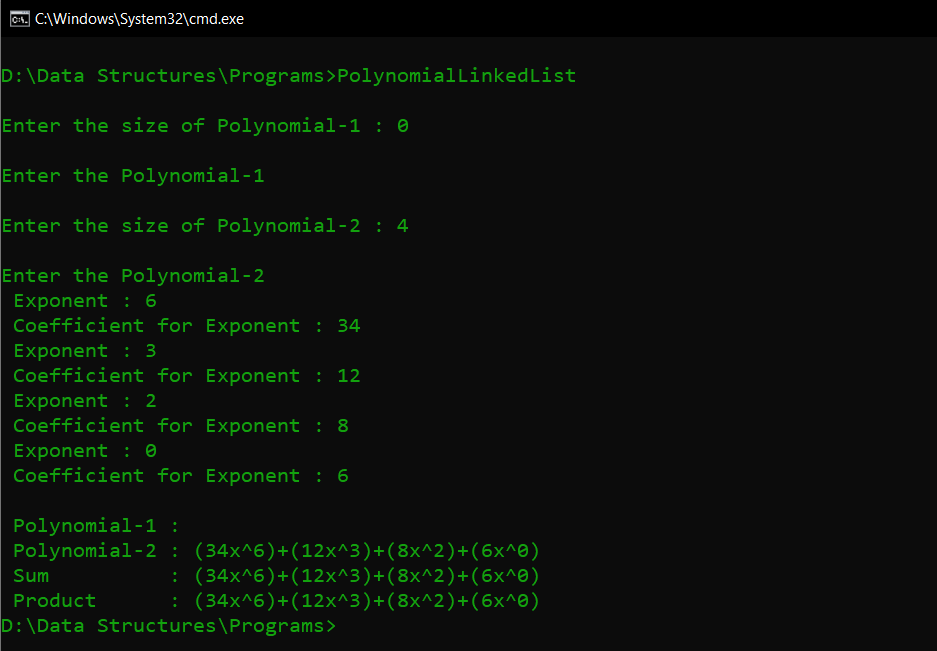 C:\Windows\System32\cmd.exe
D:\Data Structures\Programs>PolynomialLinkedList
Enter the size of Polynomial-1 : 0
Enter the Polynomial-1
Enter the size of Polynomial-2 : 4
Enter the Polynomial-2
Exponent : 6
Coefficient for Exponent : 34
Exponent : 3
Coefficient for Exponent : 12
Exponent : 2
Coefficient for Exponent : 8
Exponent : 0
Coefficient for Exponent : 6
Polynomial-1 :
Polynomial-2 : (34x^6)+(12x^3)+(8x^2)+(6x^0)
Sum          : (34x^6)+(12x^3)+(8x^2)+(6x^0)
Product      : (34x^6)+(12x^3)+(8x^2)+(6x^0)
D:\Data Structures\Programs>